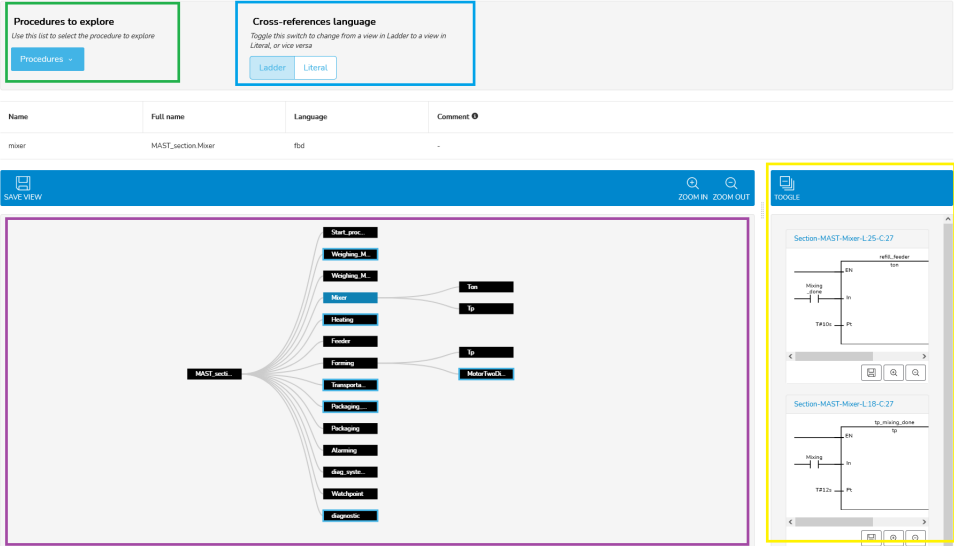 Procedures to explore
Use this list to select the procedure to explore
Procedures
Cross-references language
Toggle this switch to change from a view in Ladder to a view in
Literal, or vice versa
Ladder Literal
Name Full name Language Comment
mixer MAST_section.Mixer fbd -
SAVE VIEW
ZOOM IN ZOOM OUT
TOOGLE
MAST_secti...
Start_proc...
Weighing_M...
Weighing_M...
Mixer
Heating
Feeder
Forming
Transporta...
Packaging_...
Packaging
Alarming
diag_syste...
Watchpoint
diagnostic
Ton
Tp
Tp
MotorTwoDi...
Section-MAST-Mixer-L:25-C:27
refill_feeder
ton
EN
Mixing
_done
In
T#10s Pt
Section-MAST-Mixer-L:18-C:27
tp_mixing_done
tp
EN
Mixing
In
T#12s Pt